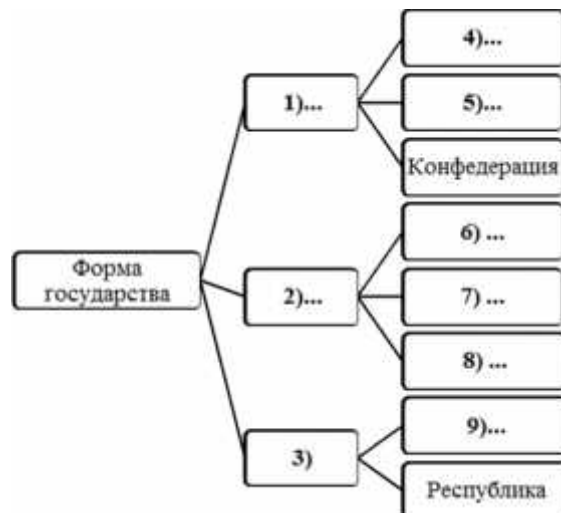 4)...
1)...
5)...
Конфедерация
6) ...
Форма
государства
2)...
7) ...
8) ...
3)
9)...
Республика